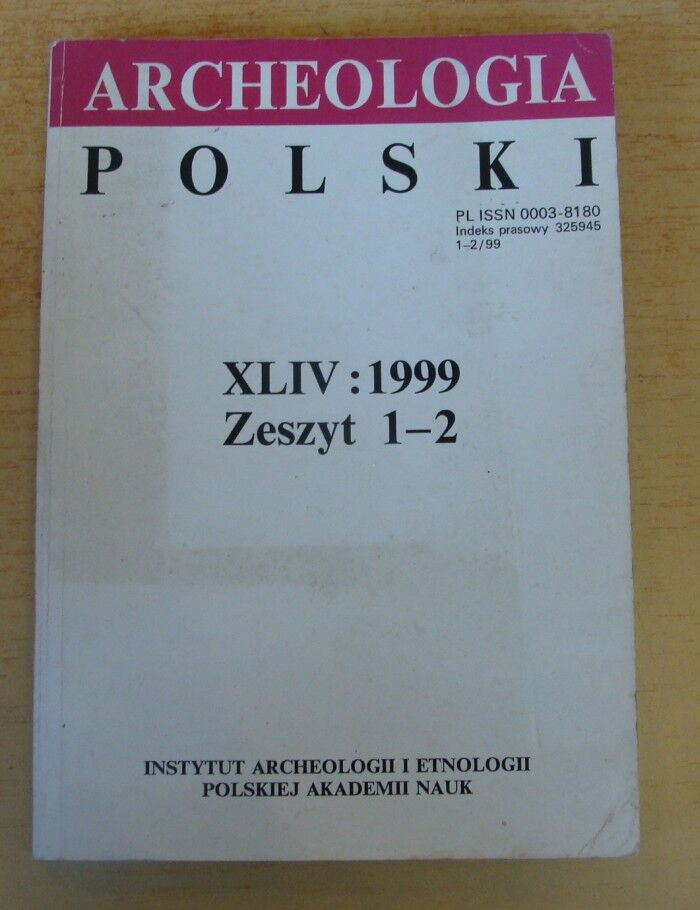 ARCHEOLOGIA
POLSKI
PL ISSN 0003-8180
Indeks prasowy 325945
1-2/99
XLIV : 1999
Zeszyt 1-2
INSTYTUT ARCHEOLOGII I ETNOLOGII
POLSKIEJ AKADEMII NAUK